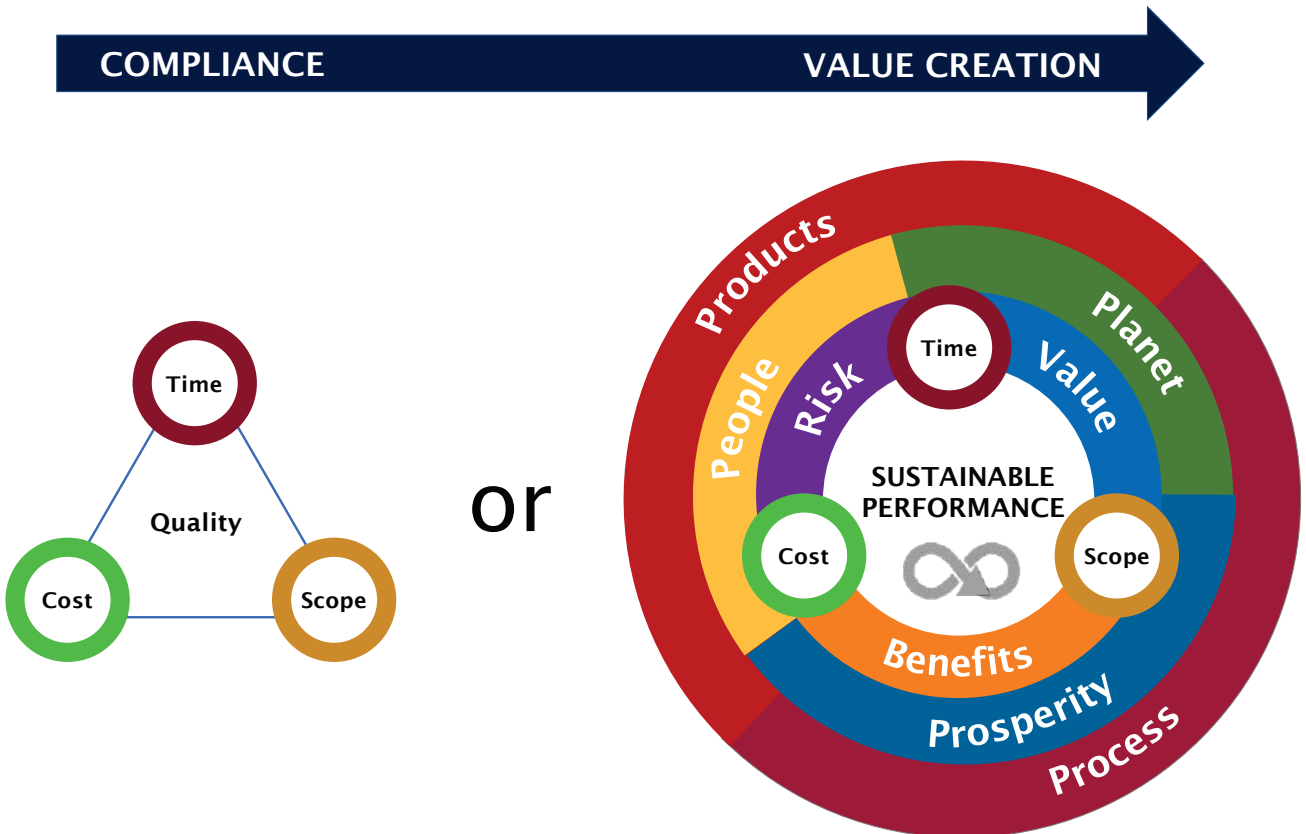 COMPLIANCE
VALUE CREATION
Time
Quality
Cost
Scope
or
Products
Process
People
Planet
Prosperity
Risk
Value
Benefits
Time
Cost
Scope
SUSTAINABLE
PERFORMANCE